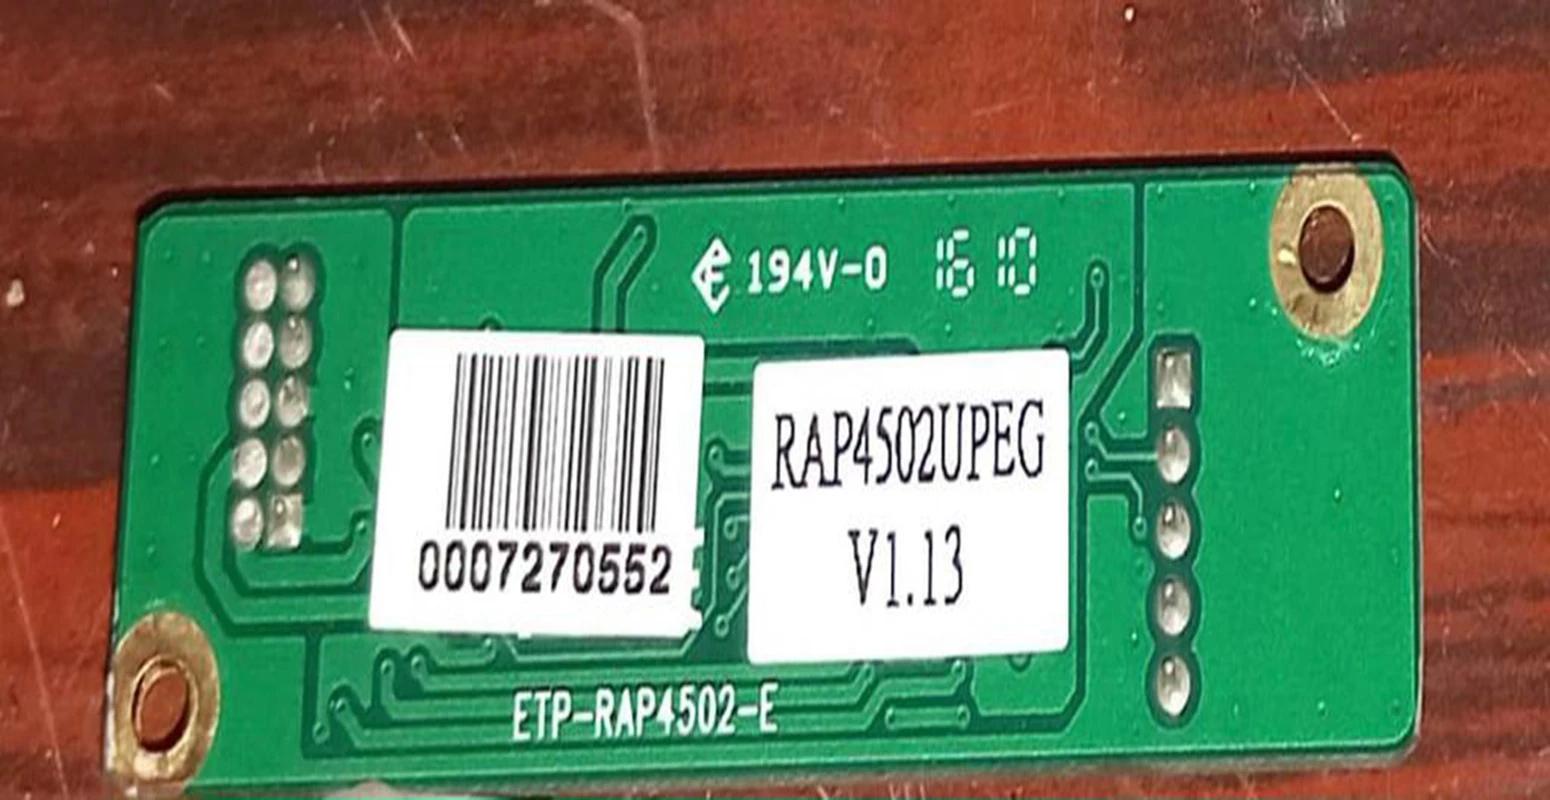 194V-0 16 10
0007270552
RAP4502UPEG
V1.13
ETP-RAP4502-E